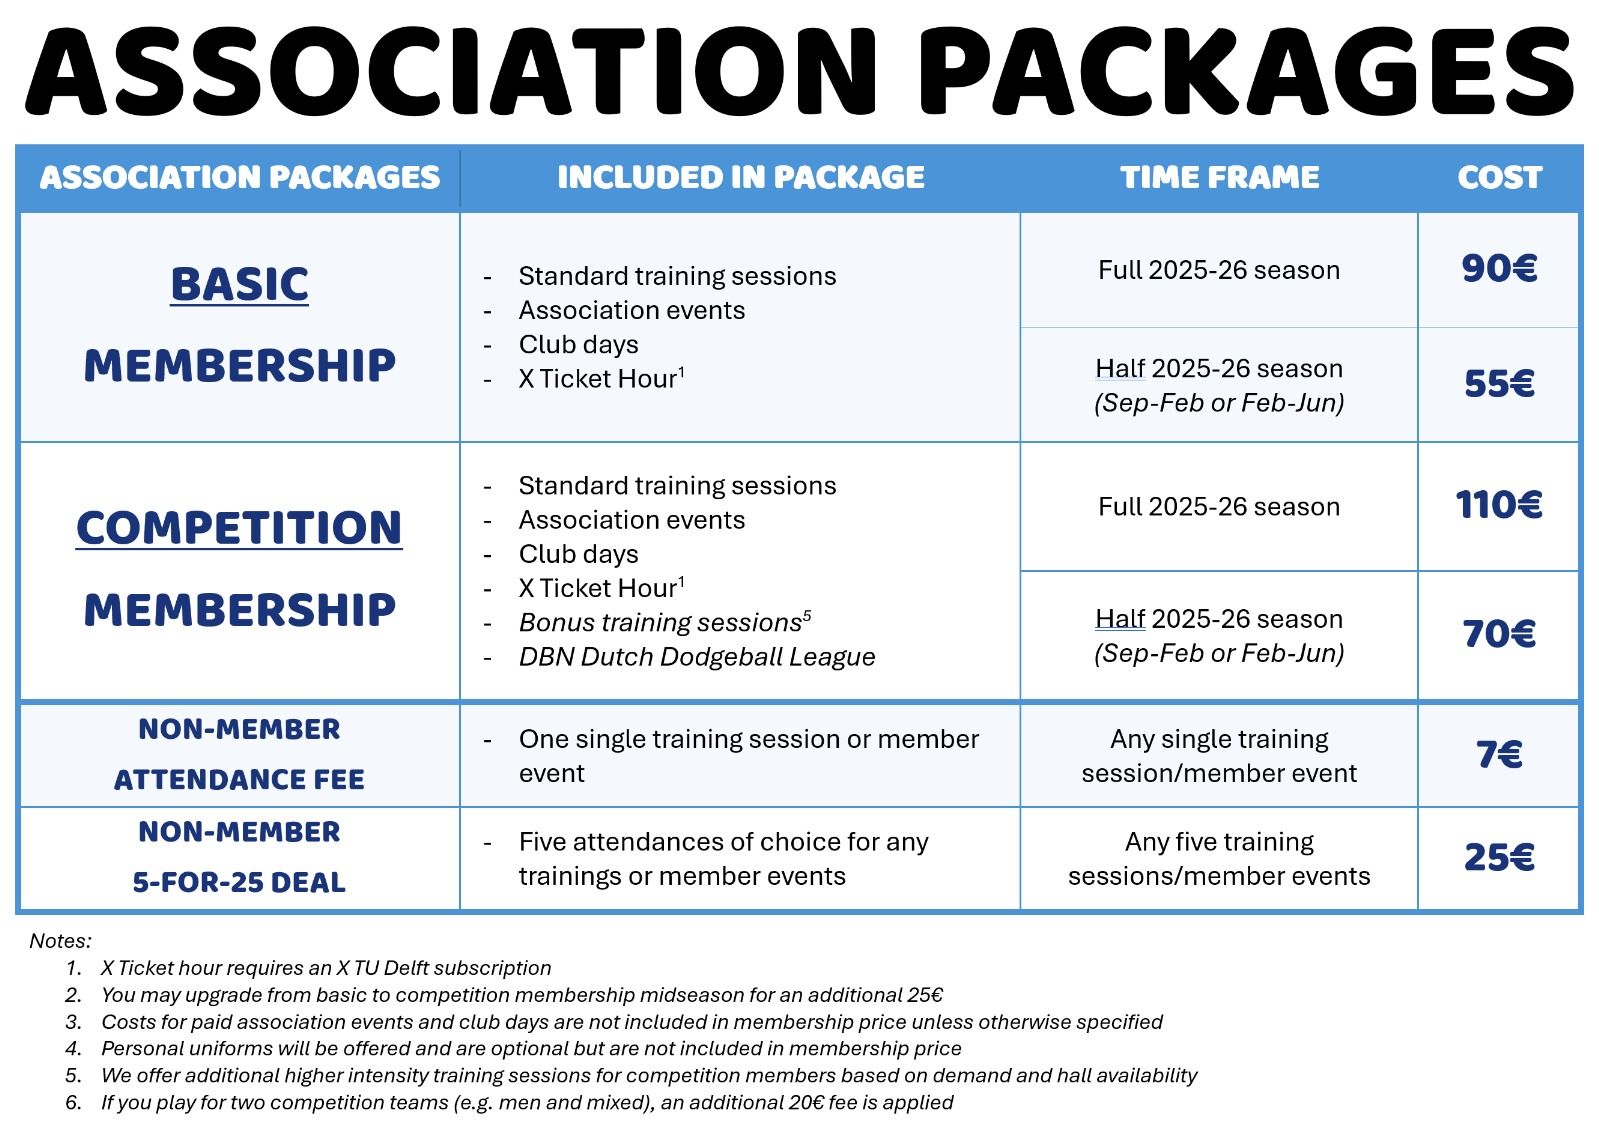 ASSOCIATION PACKAGES
ASSOCIATION PACKAGES INCLUDED IN PACKAGE TIME FRAME COST
BASIC
MEMBERSHIP
- Standard training sessions
- Association events
- Club days
- X Ticket Hour¹
Full 2025-26 season
90€
Half 2025-26 season
(Sep-Feb or Feb-Jun)
55€
COMPETITION
MEMBERSHIP
- Standard training sessions
- Association events
- Club days
- X Ticket Hour¹
- Bonus training sessions⁵
- DBN Dutch Dodgeball League
Full 2025-26 season
110€
Half 2025-26 season
(Sep-Feb or Feb-Jun)
70€
NON-MEMBER
ATTENDANCE FEE
- One single training session or member
event
Any single training
session/member event
7€
NON-MEMBER
5-FOR-25 DEAL
- Five attendances of choice for any
trainings or member events
Any five training
sessions/member events
25€
Notes:
1. X Ticket hour requires an X TU Delft subscription
2. You may upgrade from basic to competition membership midseason for an additional 25€
3. Costs for paid association events and club days are not included in membership price unless otherwise specified
4. Personal uniforms will be offered and are optional but are not included in membership price
5. We offer additional higher intensity training sessions for competition members based on demand and hall availability
6. If you play for two competition teams (e.g. men and mixed), an additional 20€ fee is applied